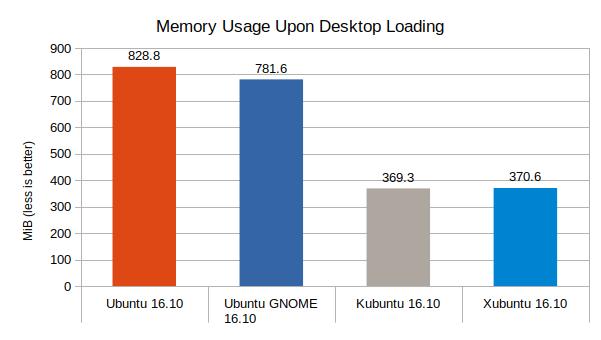 Memory Usage Upon Desktop Loading
MiB (less is better)
900
800
700
600
500
400
300
200
100
0
828.8
781.6
369.3
370.6
Ubuntu 16.10
Ubuntu GNOME
16.10
Kubuntu 16.10
Xubuntu 16.10